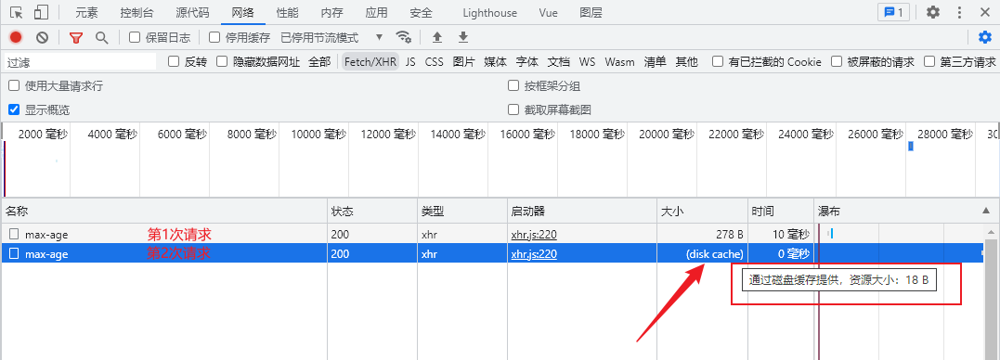 元素 控制台 源代码 网络 性能 内存 应用 安全 Lighthouse Vue 图层 1
保留日志 停用缓存 已停用节流模式
过滤 反转 隐藏数据网址 全部 Fetch/XHR JS CSS 图片 媒体 字体 文档 WS Wasm 清单 其他 有已拦截的 Cookie 被屏蔽的请求 第三方请求
使用大量请求行 按框架分组
显示概览 截取屏幕截图
2000 毫秒 4000 毫秒 6000 毫秒 8000 毫秒 10000 毫秒 12000 毫秒 14000 毫秒 16000 毫秒 18000 毫秒 20000 毫秒 22000 毫秒 24000 毫秒 26000 毫秒 28000 毫秒 30
名称 状态 类型 启动器 大小 时间 瀑布
max-age 第1次请求 200 xhr xhr.js:220 278 B 10 毫秒
max-age 第2次请求 200 xhr xhr.js:220 (disk cache) 0 毫秒
通过磁盘缓存提供，资源大小：18 B